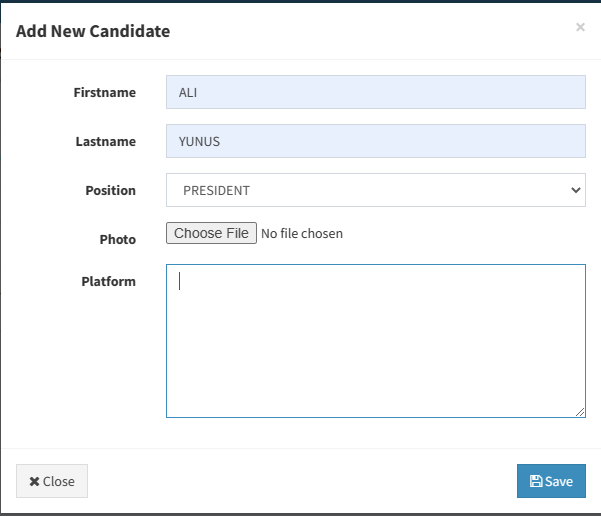 Add New Candidate ×
Firstname ALI
Lastname YUNUS
Position PRESIDENT
Photo Choose File No file chosen
Platform
Close Save